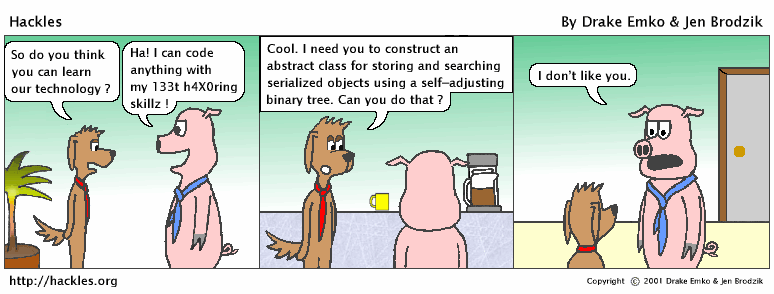 Hackles
By Drake Emko & Jen Brodzik
So do you think
you can learn
our technology ?
Ha! I can code
anything with
my 133t h4X0ring
skillz !
Cool. I need you to construct an
abstract class for storing and searching
serialized objects using a self-adjusting
binary tree. Can you do that ?
I don't like you.
http://hackles.org
Copyright © 2001 Drake Emko & Jen Brodzik